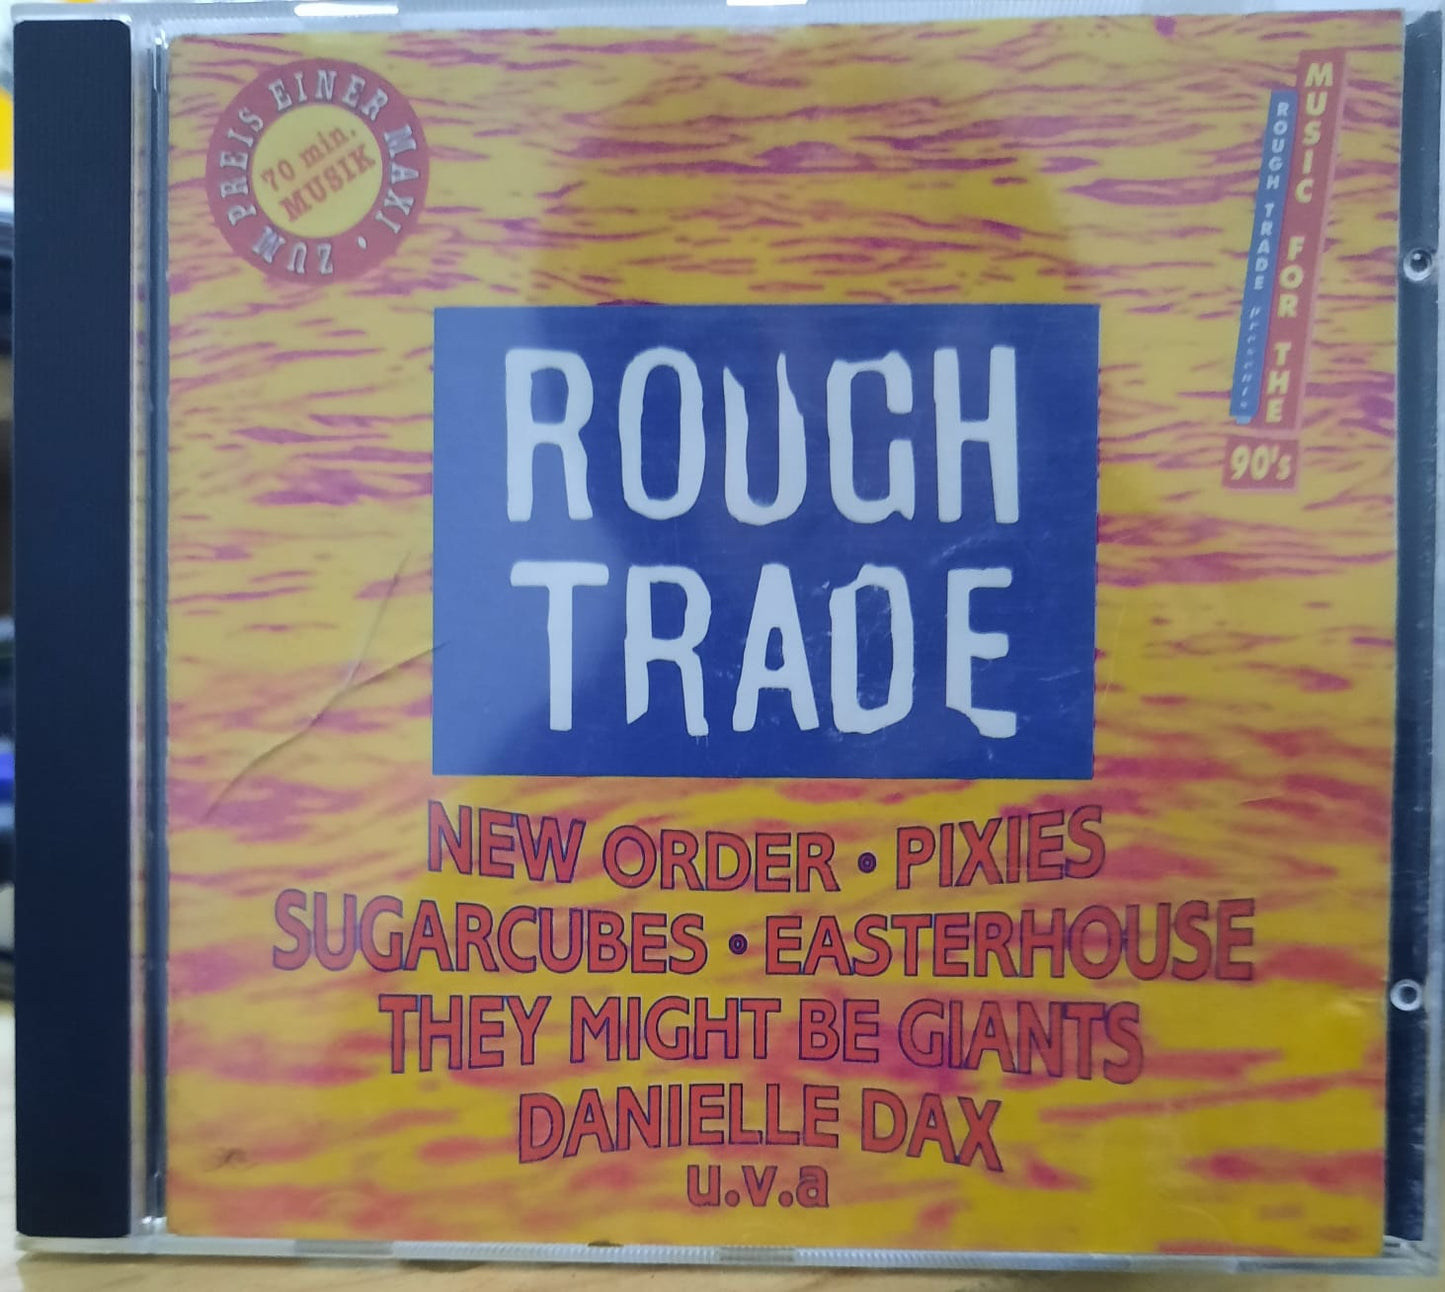 ZUM PREIS EINER MAXI ·
70 min.
MUSIK
MUSIC FOR THE
90's
ROUGH TRADE presents
ROUGH
TRADE
NEW ORDER • PIXIES
SUGARCUBES • EASTERHOUSE
THEY MIGHT BE GIANTS
DANIELLE DAX
u.v.a